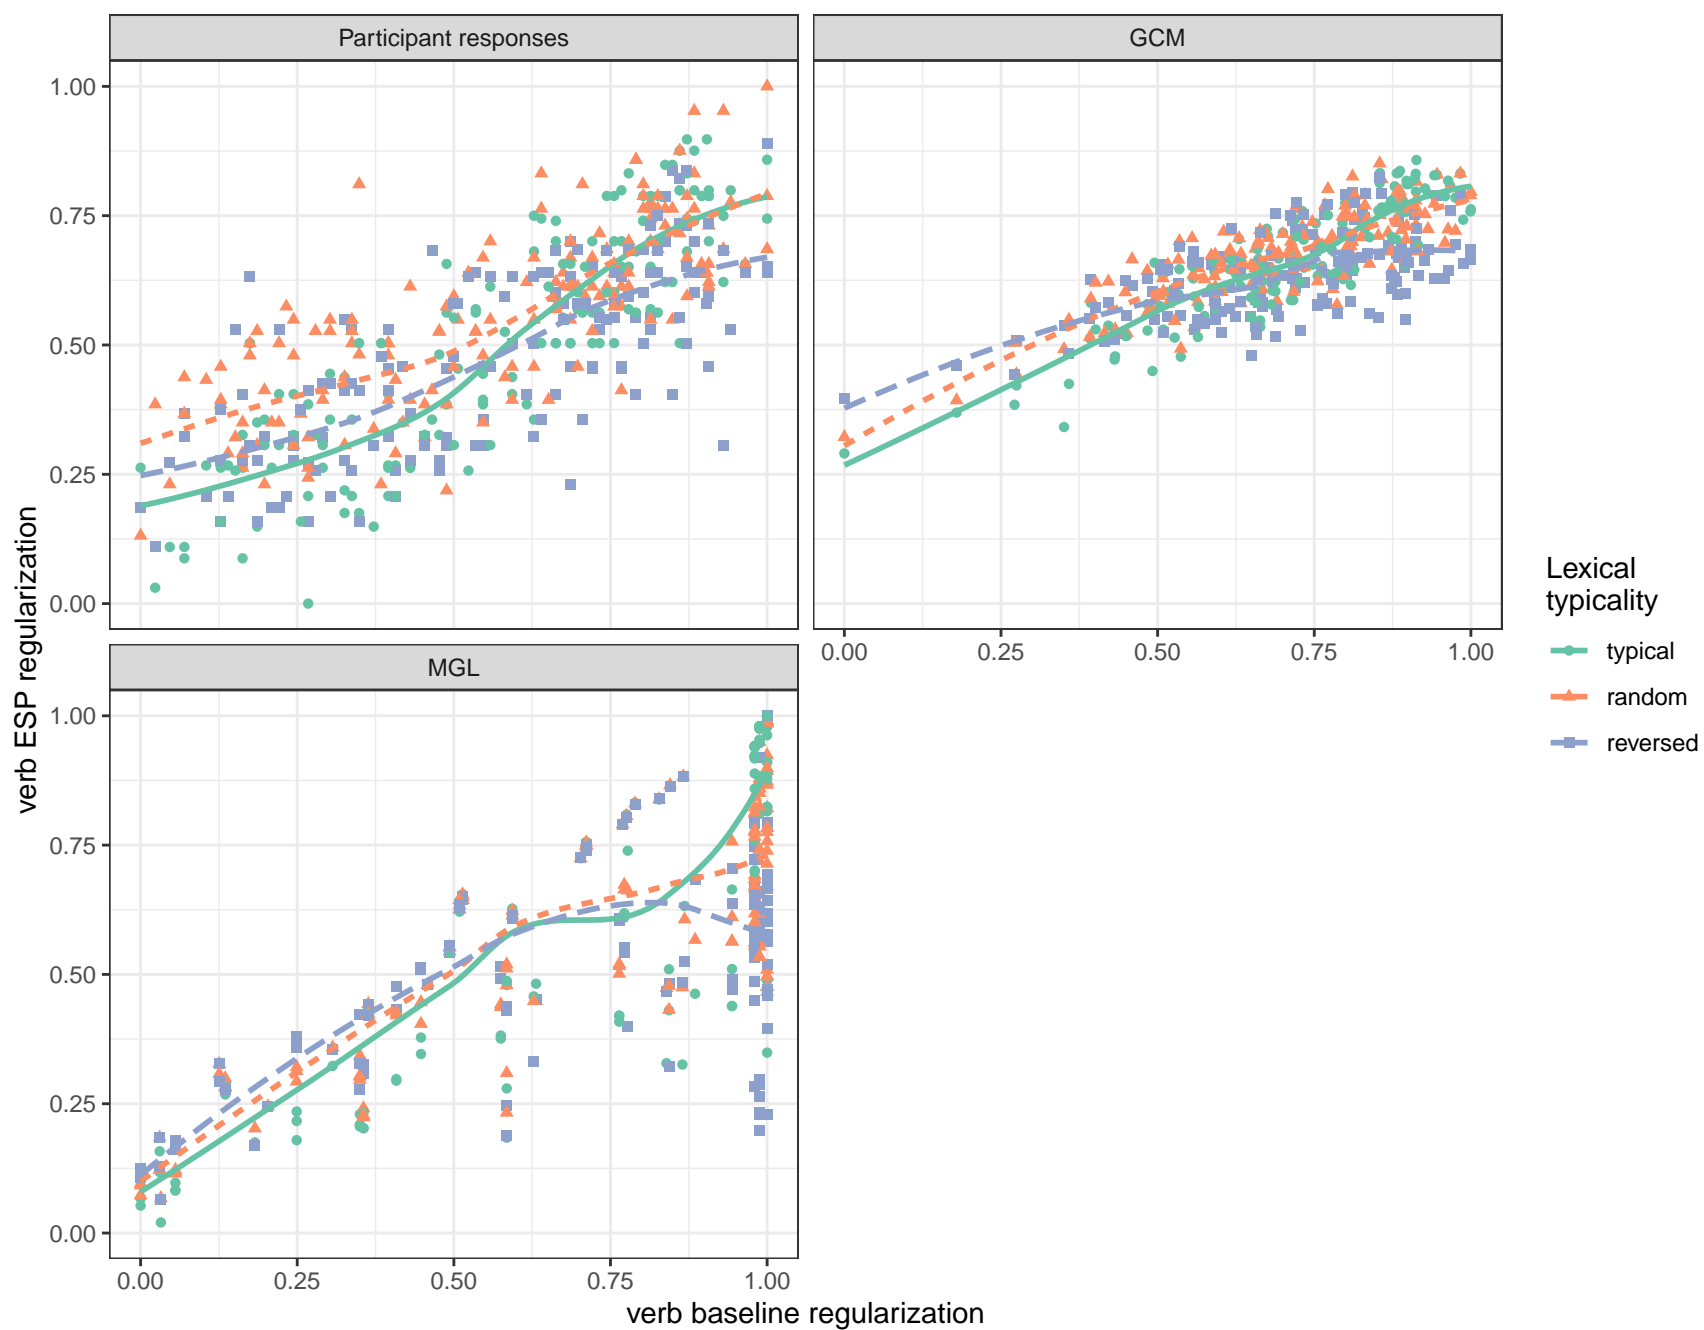 Participant responses
GCM
1.00
0.75
0.50
0.25
0.00
0.00 0.25 0.50 0.75 1.00
MGL
1.00
0.75
0.50
0.25
0.00
0.00 0.25 0.50 0.75 1.00
verb baseline regularization
verb ESP regularization
Lexical
typicality
typical
random
reversed